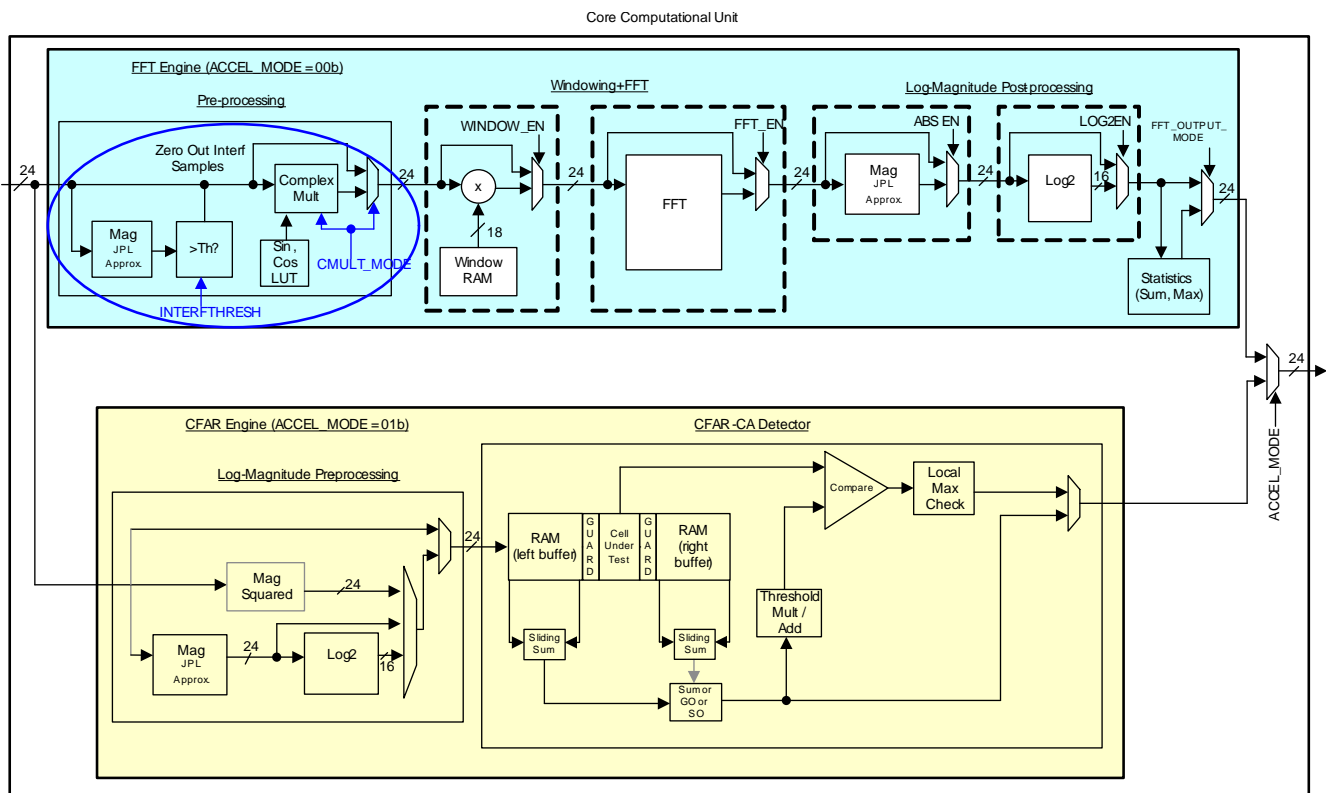 Core Computational Unit
FFT Engine (ACCEL_MODE = 00b)
Pre-processing
Windowing+FFT
Log-Magnitude Postprocessing
Zero Out Interf
Samples
WINDOW_EN
FFT_EN
ABS EN
LOG2EN
FFT_OUTPUT_
MODE
24
Complex
Mult
24
x
24
FFT
24
Mag
JPL
Approx.
24
Log2
16
24
Mag
JPL
Approx.
>Th?
Sin ,
Cos
LUT
CMULT_MODE
18
Window
RAM
Statistics
(Sum, Max)
INTERFTHRESH
24
ACCEL_MODE
CFAR Engine (ACCEL_MODE = 01b)
CFAR-CA Detector
Log-Magnitude Preprocessing
24
Mag
Squared
24
Mag
JPL
Approx.
24
Log2
16
RAM
(left buffer)
GUARD
Cell
Under
Test
GUARD
RAM
(right
buffer)
Compare
Local
Max
Check
Threshold
Mult /
Add
Sliding
Sum
Sliding
Sum
Sum or
GO or
SO